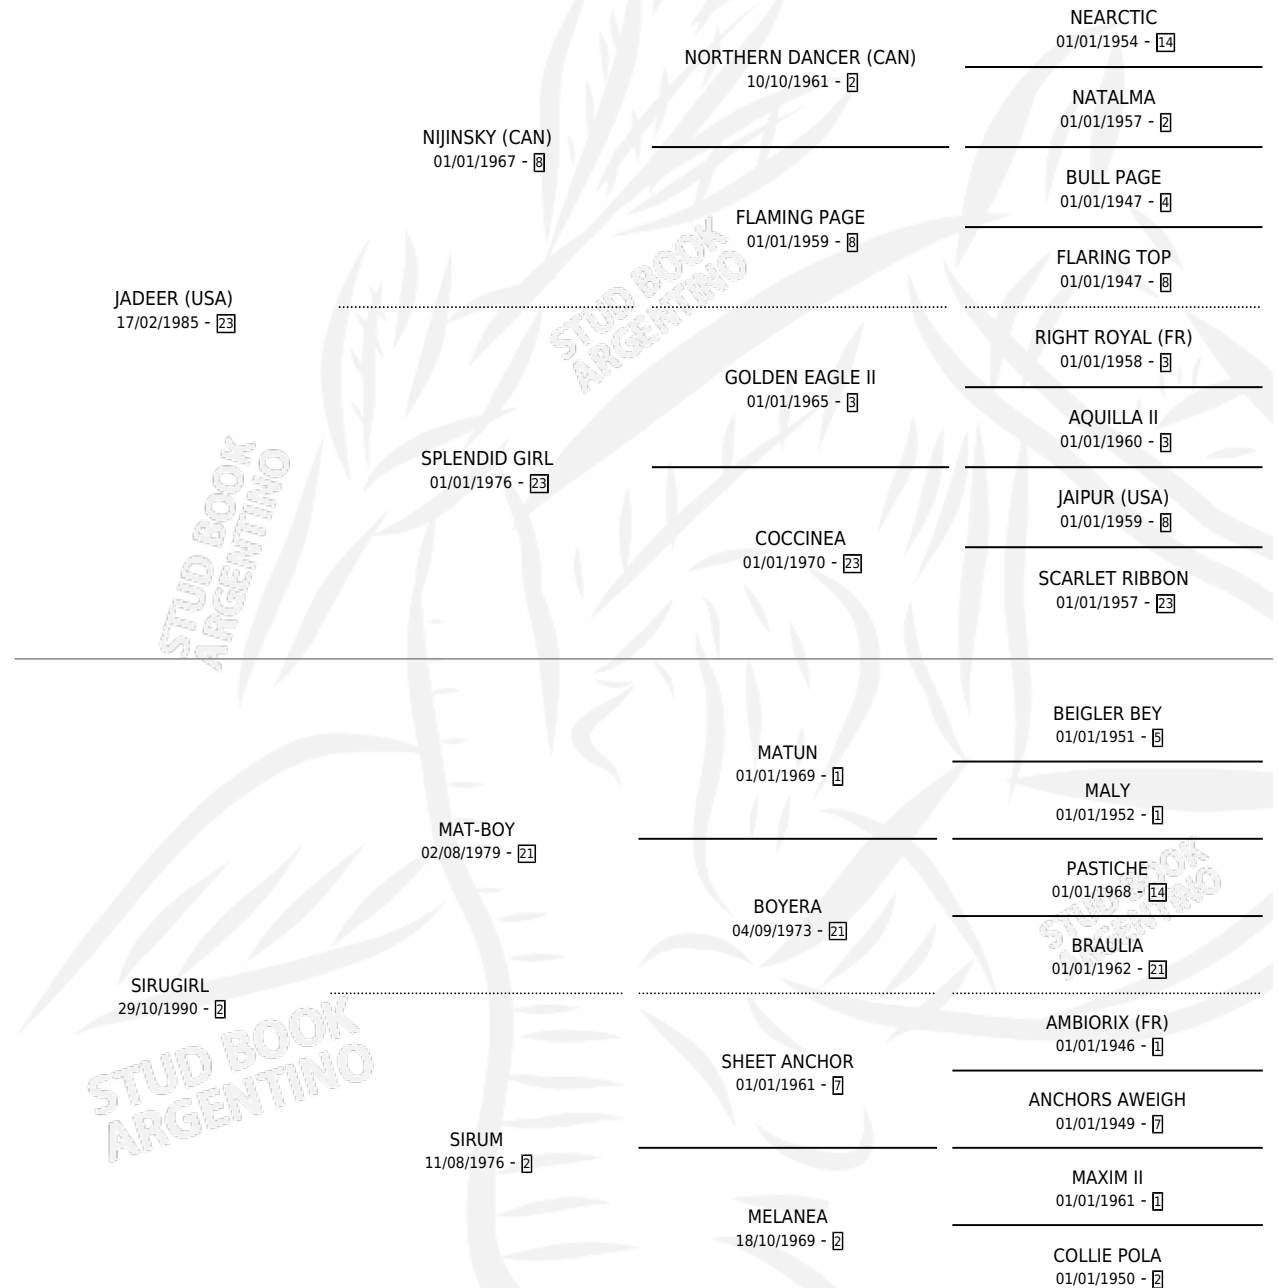 NEARCTIC
01/01/1954 - 14
NORTHERN DANCER (CAN)
10/10/1961 - 2
NATALMA
01/01/1957 - 2
NIJINSKY (CAN)
01/01/1967 - 8
BULL PAGE
01/01/1947 - 4
FLAMING PAGE
01/01/1959 - 8
FLARING TOP
01/01/1947 - 8
JADEER (USA)
17/02/1985 - 23
RIGHT ROYAL (FR)
01/01/1958 - 3
GOLDEN EAGLE II
01/01/1965 - 3
AQUILLA II
01/01/1960 - 3
SPLENDID GIRL
01/01/1976 - 23
JAIPUR (USA)
01/01/1959 - 8
COCCINEA
01/01/1970 - 23
SCARLET RIBBON
01/01/1957 - 23
BEIGLER BEY
01/01/1951 - 5
MATUN
01/01/1969 - 1
MALY
01/01/1952 - 1
MAT-BOY
02/08/1979 - 21
PASTICHE
01/01/1968 - 14
BOYERA
04/09/1973 - 21
BRAULIA
01/01/1962 - 21
SIRUGIRL
29/10/1990 - 2
AMBIORIX (FR)
01/01/1946 - 1
SHEET ANCHOR
01/01/1961 - 7
ANCHORS AWEIGH
01/01/1949 - 7
SIRUM
11/08/1976 - 2
MAXIM II
01/01/1961 - 1
MELANEA
18/10/1969 - 2
COLLIE POLA
01/01/1950 - 2
STUD BOOK
ARGENTINO
STUD BOOK
ARGENTINO
STUD BOOK
ARGENTINO
STUD BOOK
ARGENTINO